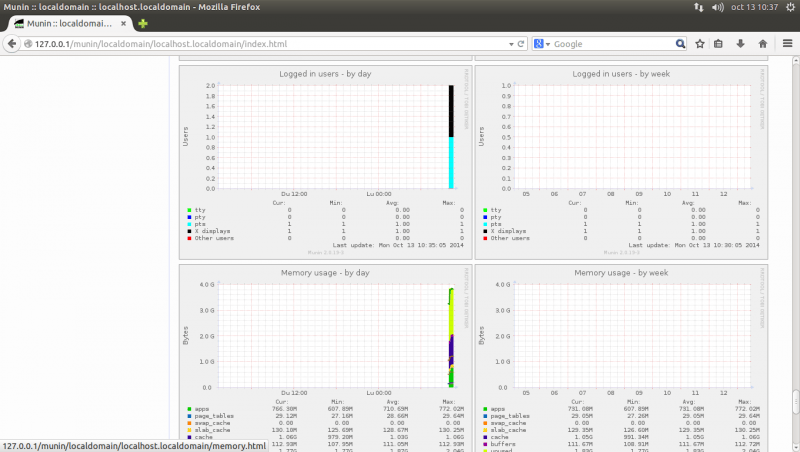 Munin :: localdomain :: localhost.localdomain - Mozilla Firefox
oct 13 10:37
Munin :: localdomai...
127.0.0.1/munin/localdomain/localhost.localdomain/index.html
Google
Logged in users - by day
Users
2.0
1.8
1.6
1.4
1.2
1.0
0.8
0.6
0.4
0.2
0.0
Du 12:00 Lu 00:00
Cur: Min: Avg: Max:
tty 0 0 0.00 0
pty 0 0 0.00 0
pts 1 1 1.00 1
X displays 1 1 1.00 1
Other users 0 0 0.00 0
Last update: Mon Oct 13 10:35:05 2014
Logged in users - by week
Users
1.0
0.9
0.8
0.7
0.6
0.5
0.4
0.3
0.2
0.1
0.0
05 06 07 08 09 10 11 12
Cur: Min: Avg: Max:
tty 0 0 0.00 0
pty 0 0 0.00 0
pts 1 1 1.00 1
X displays 1 1 1.00 1
Other users 0 0 0.00 0
Last update: Mon Oct 13 10:30:05 2014
Memory usage - by day
Bytes
4.0 G
3.0 G
2.0 G
1.0 G
0.0
Du 12:00 Lu 00:00
Cur: Min: Avg: Max:
apps 766.30M 607.89M 710.69M 772.02M
page_tables 29.12M 27.16M 28.66M 29.64M
swap_cache 0.00 0.00 0.00 0.00
slab_cache 130.10M 125.69M 128.67M 130.25M
cache 1.06G 979.20M 1.03G 1.06G
112.93M 107.95M 111.77M 112.93M
Memory usage - by week
Bytes
4.0 G
3.0 G
2.0 G
1.0 G
0.0
05 06 07 08 09 10 11 12
Cur: Min: Avg: Max:
apps 731.08M 607.89M 731.08M 772.02M
page_tables 29.05M 27.26M 29.05M 29.64M
swap_cache 0.00 0.00 0.00 0.00
slab_cache 129.35M 126.60M 129.35M 130.25M
cache 1.05G 991.34M 1.05G 1.06G
buffers 111.67M 108.91M 111.67M 112.72M
127.0.0.1/munin/localdomain/localhost.localdomain/memory.html